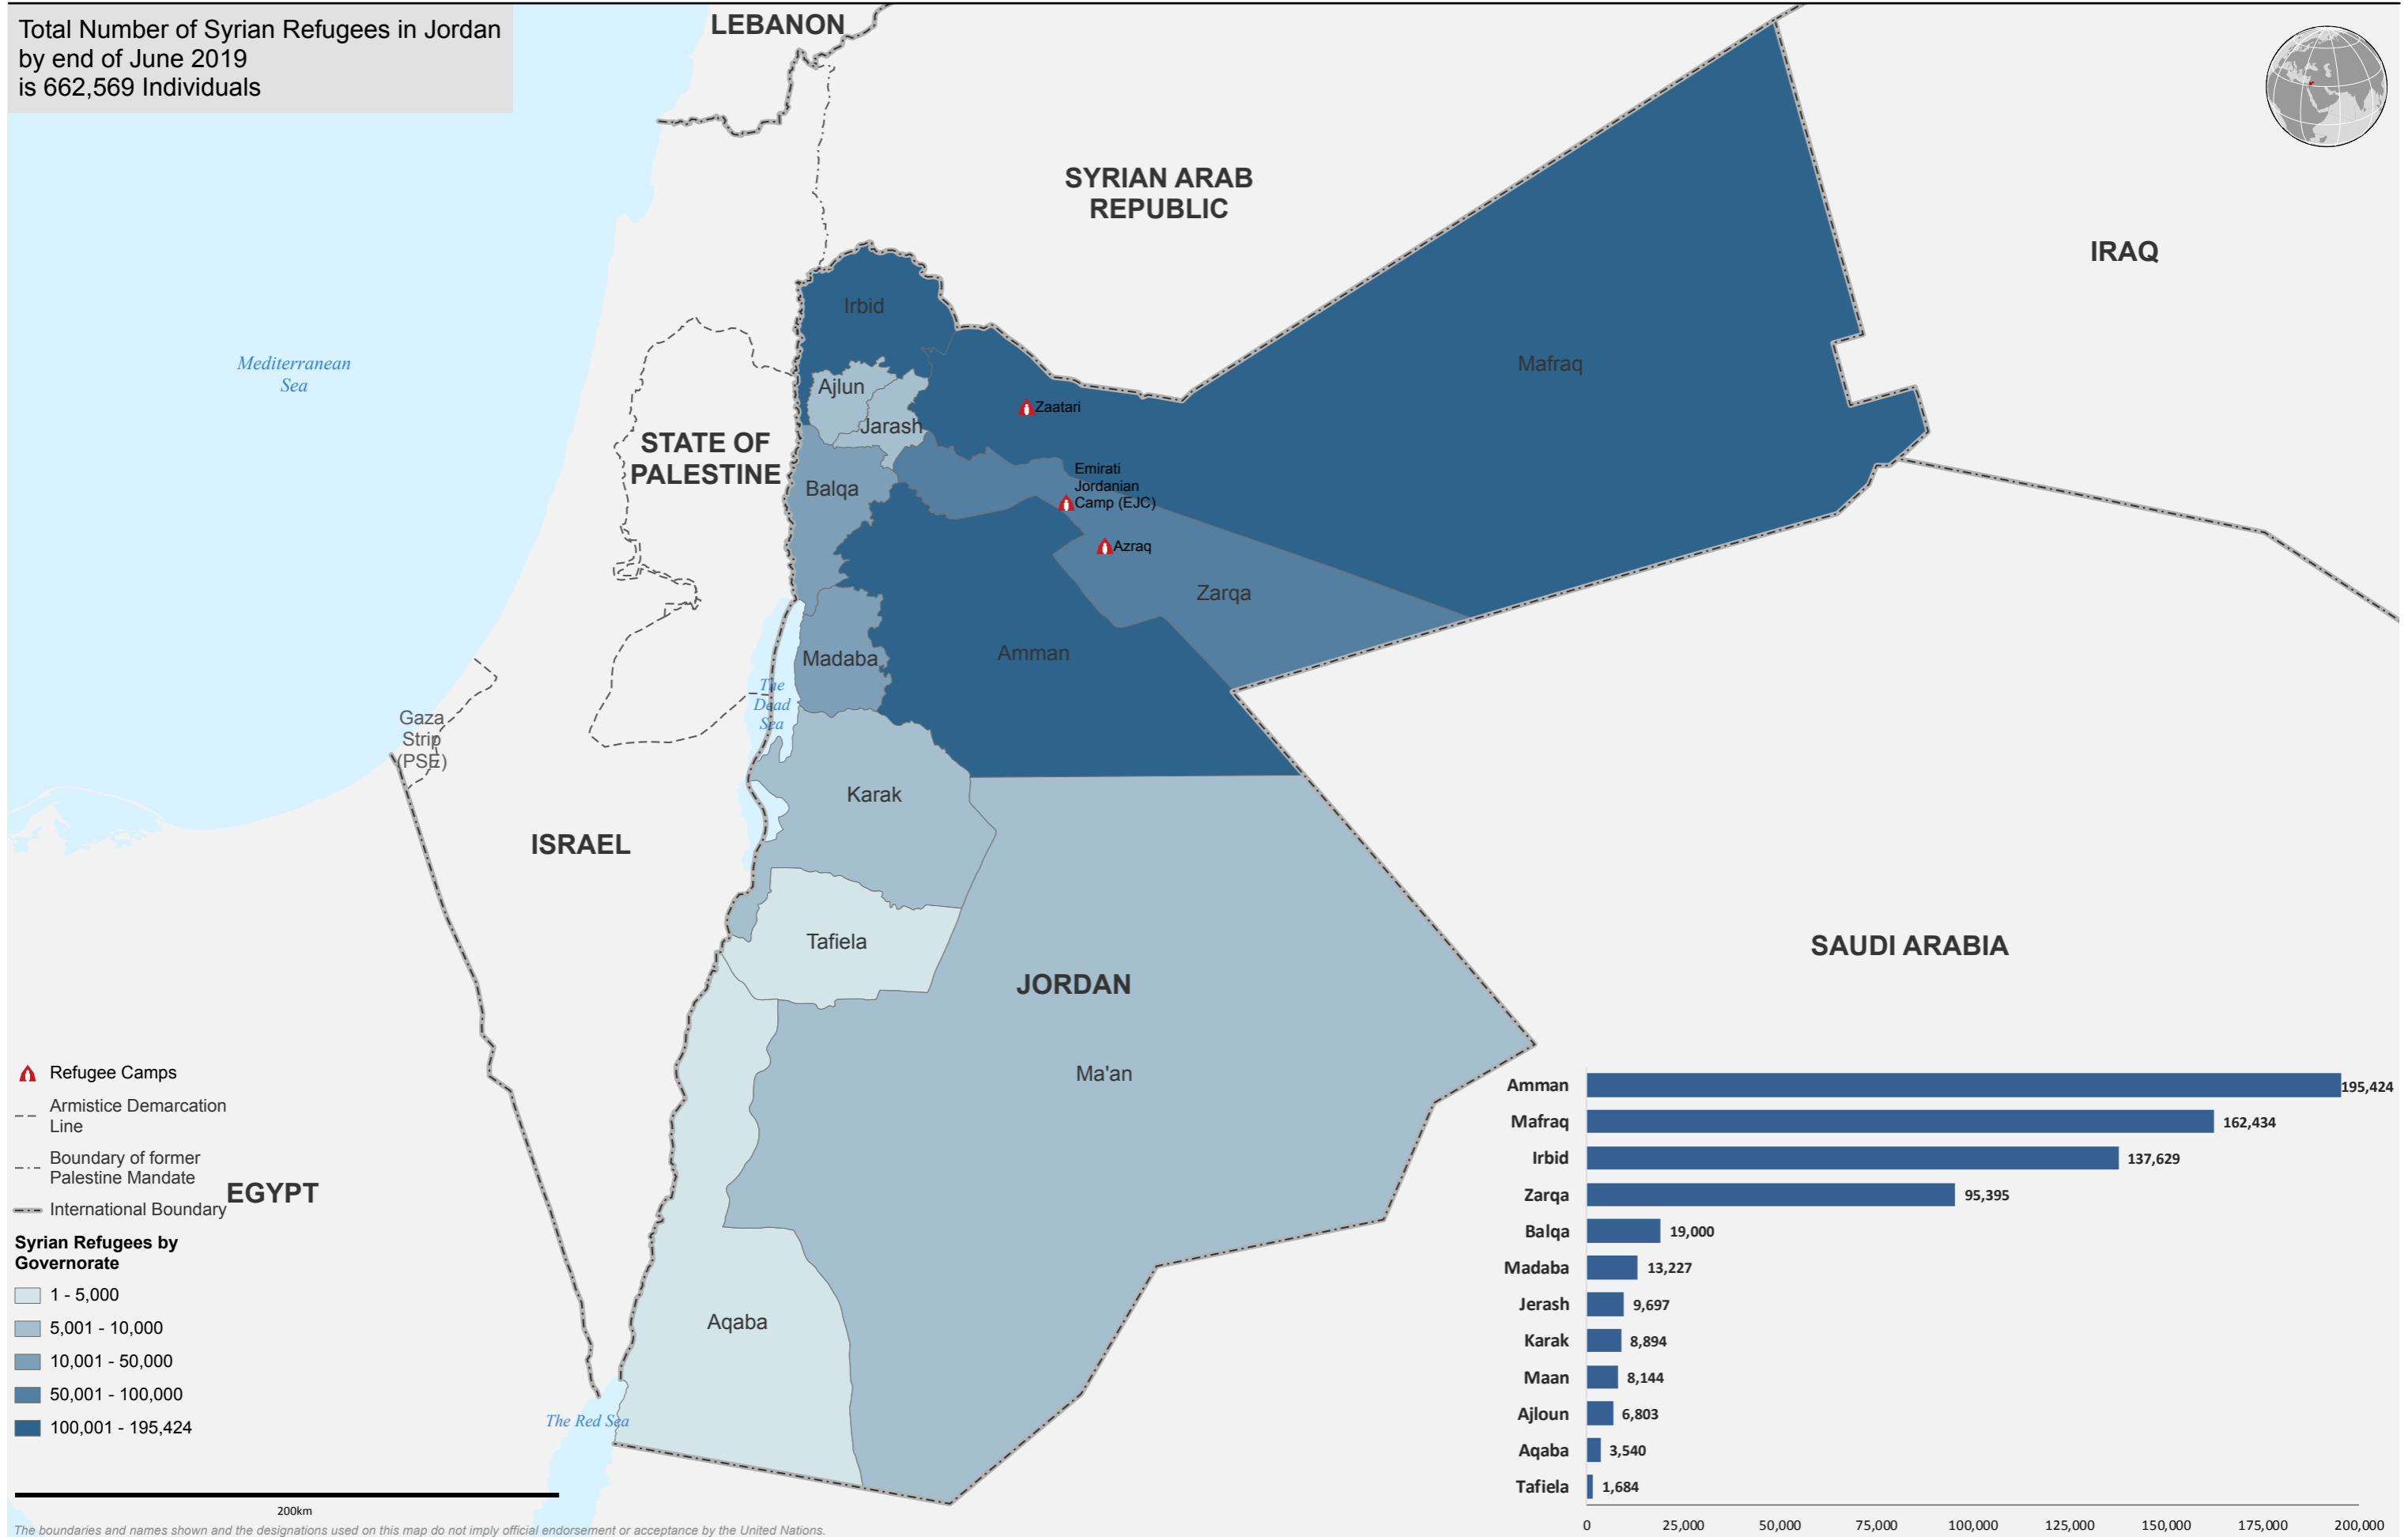 Total Number of Syrian Refugees in Jordan
by end of June 2019
is 662,569 Individuals
LEBANON
SYRIAN ARAB
REPUBLIC
IRAQ
Irbid
Mediterranean
Sea
Mafraq
Ajlun
Zaatari
Jarash
STATE OF
PALESTINE
Emirati
Jordanian
Camp (EJC)
Balqa
Azraq
Zarqa
Amman
Madaba
The
Dead
Sea
Gaza
Strip
(PSE)
Karak
ISRAEL
Tafiela
SAUDI ARABIA
JORDAN
Ma'an
Aqaba
EGYPT
The Red Sea
Refugee Camps
Armistice Demarcation
Line
Boundary of former
Palestine Mandate
International Boundary
Syrian Refugees by
Governorate
1 - 5,000
5,001 - 10,000
10,001 - 50,000
50,001 - 100,000
100,001 - 195,424
200km
The boundaries and names shown and the designations used on this map do not imply official endorsement or acceptance by the United Nations.
Amman 195,424
Mafraq 162,434
Irbid 137,629
Zarqa 95,395
Balqa 19,000
Madaba 13,227
Jerash 9,697
Karak 8,894
Maan 8,144
Ajloun 6,803
Aqaba 3,540
Tafiela 1,684
0 25,000 50,000 75,000 100,000 125,000 150,000 175,000 200,000